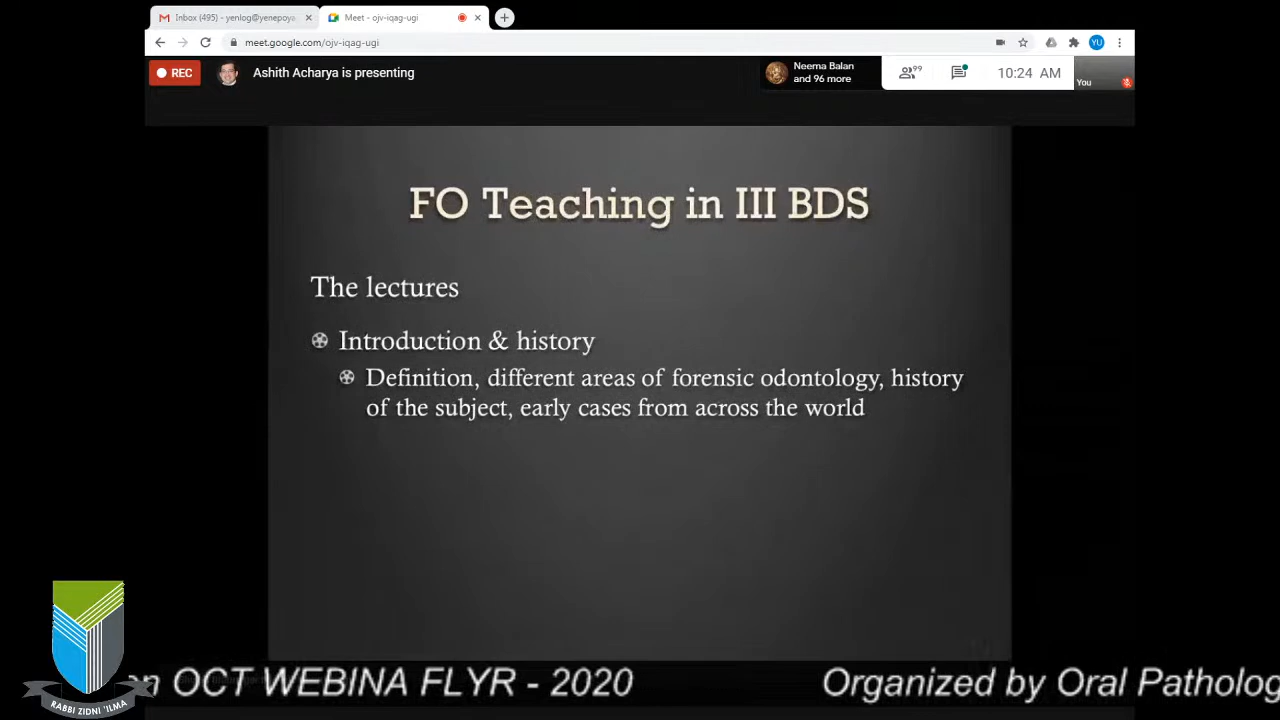 Inbox (495) - yenlog@yenepoya
Meet - ojv-iqag-ugi
meet.google.com/ojv-iqag-ugi
YU
REC
Ashith Acharya is presenting
Neema Balan
and 96 more
99
10:24 AM
You
FO Teaching in III BDS
The lectures
Introduction & history
Definition, different areas of forensic odontology, history
of the subject, early cases from across the world
n OCT WEBINA FLYR - 2020 Organized by Oral Patholog
RABBI ZIDNI 'ILMA